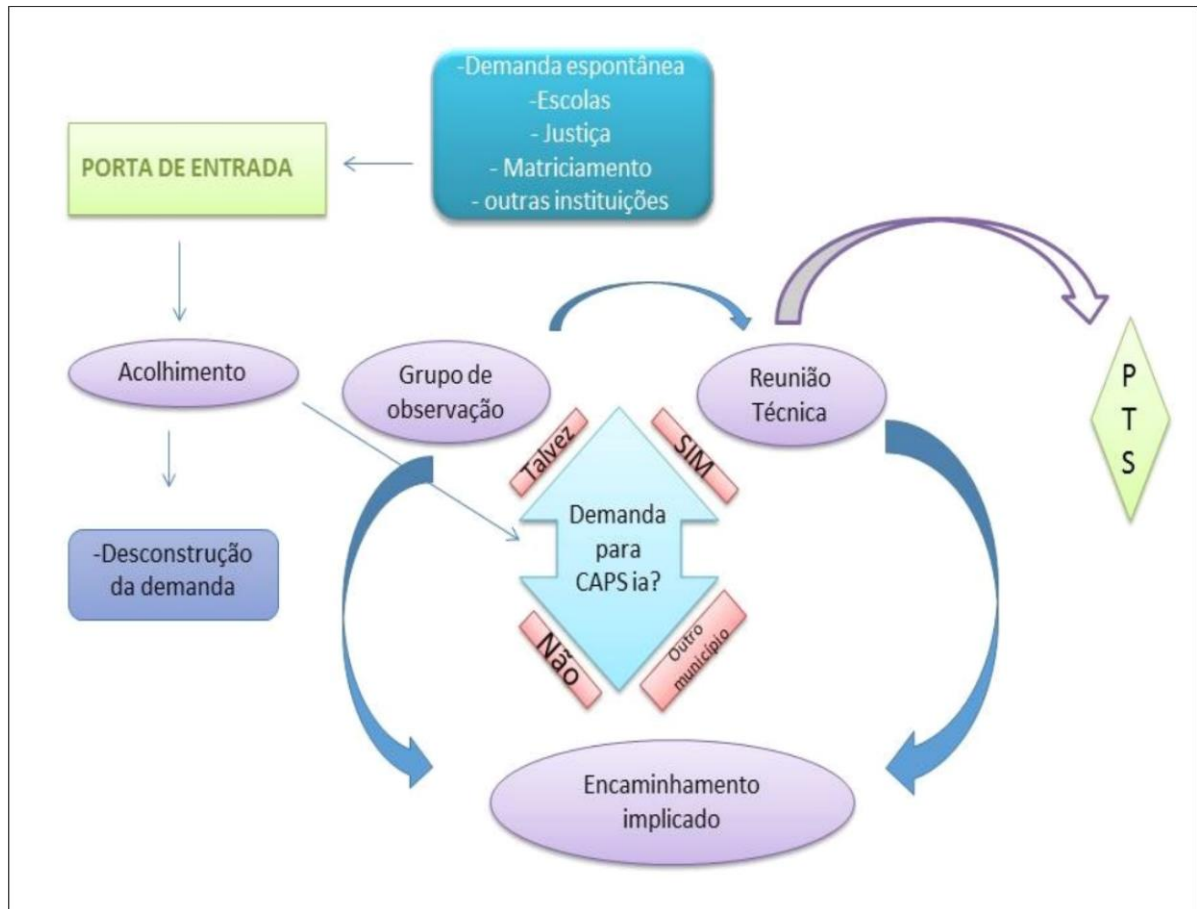 -Demanda espontânea
-Escolas
- Justiça
- Matriciamento
- outras instituições
PORTA DE ENTRADA
Acolhimento
Grupo de
observação
Reunião
Técnica
P
T
S
Talvez
SIM
Demanda
para
CAPS ia?
-Desconstrução
da demanda
Não
Outro
município
Encaminhamento
implicado